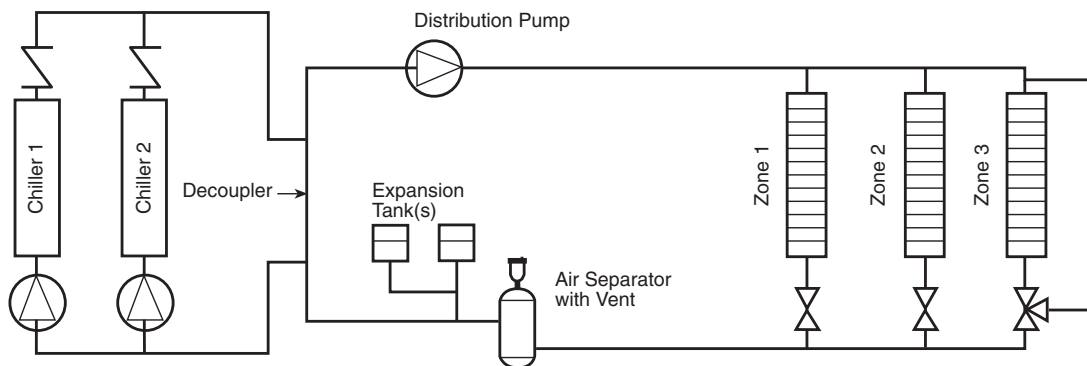 Distribution Pump
Chiller 1
Chiller 2
Decoupler
Expansion
Tank(s)
Air Separator
with Vent
Zone 1
Zone 2
Zone 3